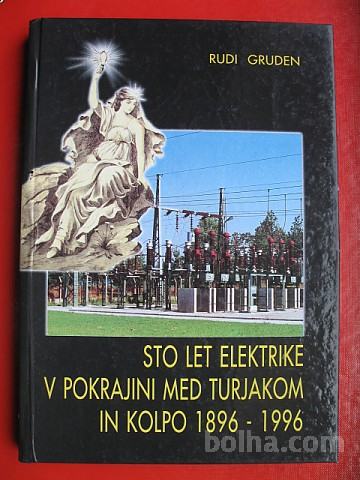 RUDI GRUDEN
STO LET ELEKTRIKE
V POKRAJINI MED TURJAKOM
IN KOLPO 1896 - 1996
bolha.com